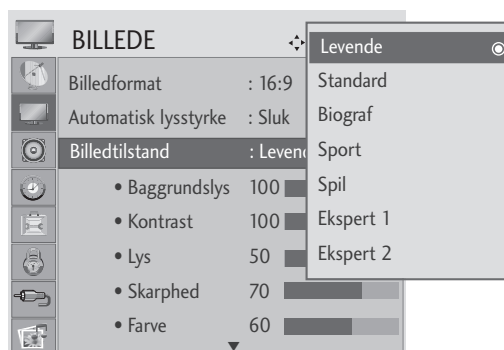 BILLEDE
Billedformat : 16:9
Automatisk lysstyrke : Sluk
Billedtilstand : Levend
• Baggrundslys 100
• Kontrast 100
• Lys 50
• Skarphed 70
• Farve 60
Levende
Standard
Biograf
Sport
Spil
Ekspert 1
Ekspert 2